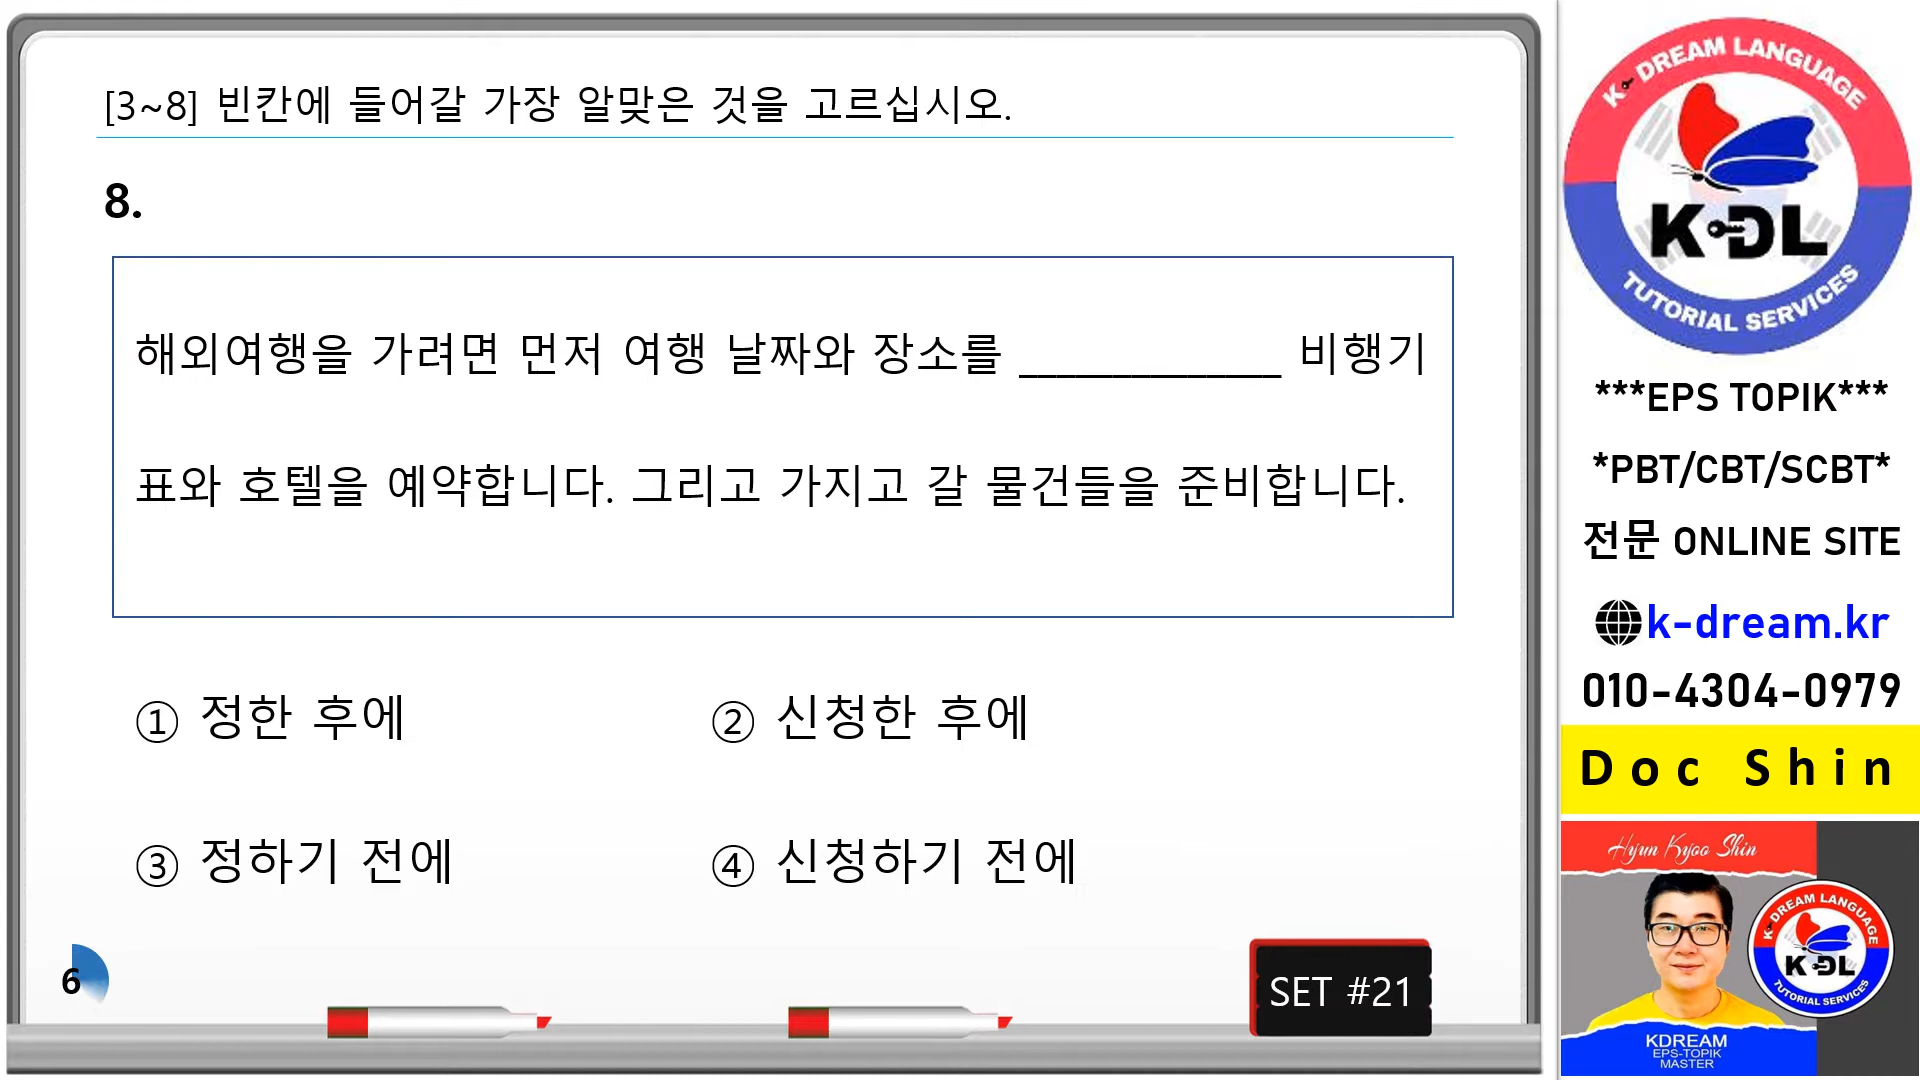 [3~8] 빈칸에 들어갈 가장 알맞은 것을 고르십시오.
8.
해외여행을 가려면 먼저 여행 날짜와 장소를 ______________ 비행기
표와 호텔을 예약합니다. 그리고 가지고 갈 물건들을 준비합니다.
① 정한 후에
② 신청한 후에
③ 정하기 전에
④ 신청하기 전에
6
SET #21
K-DREAM LANGUAGE
K-DL
TUTORIAL SERVICES
***EPS TOPIK***
*PBT/CBT/SCBT*
전문 ONLINE SITE
k-dream.kr
010-4304-0979
Doc Shin
Hyun Kyoo Shin
K-DREAM LANGUAGE
K-DL
TUTORIAL SERVICES
KDREAM
EPS-TOPIK
MASTER